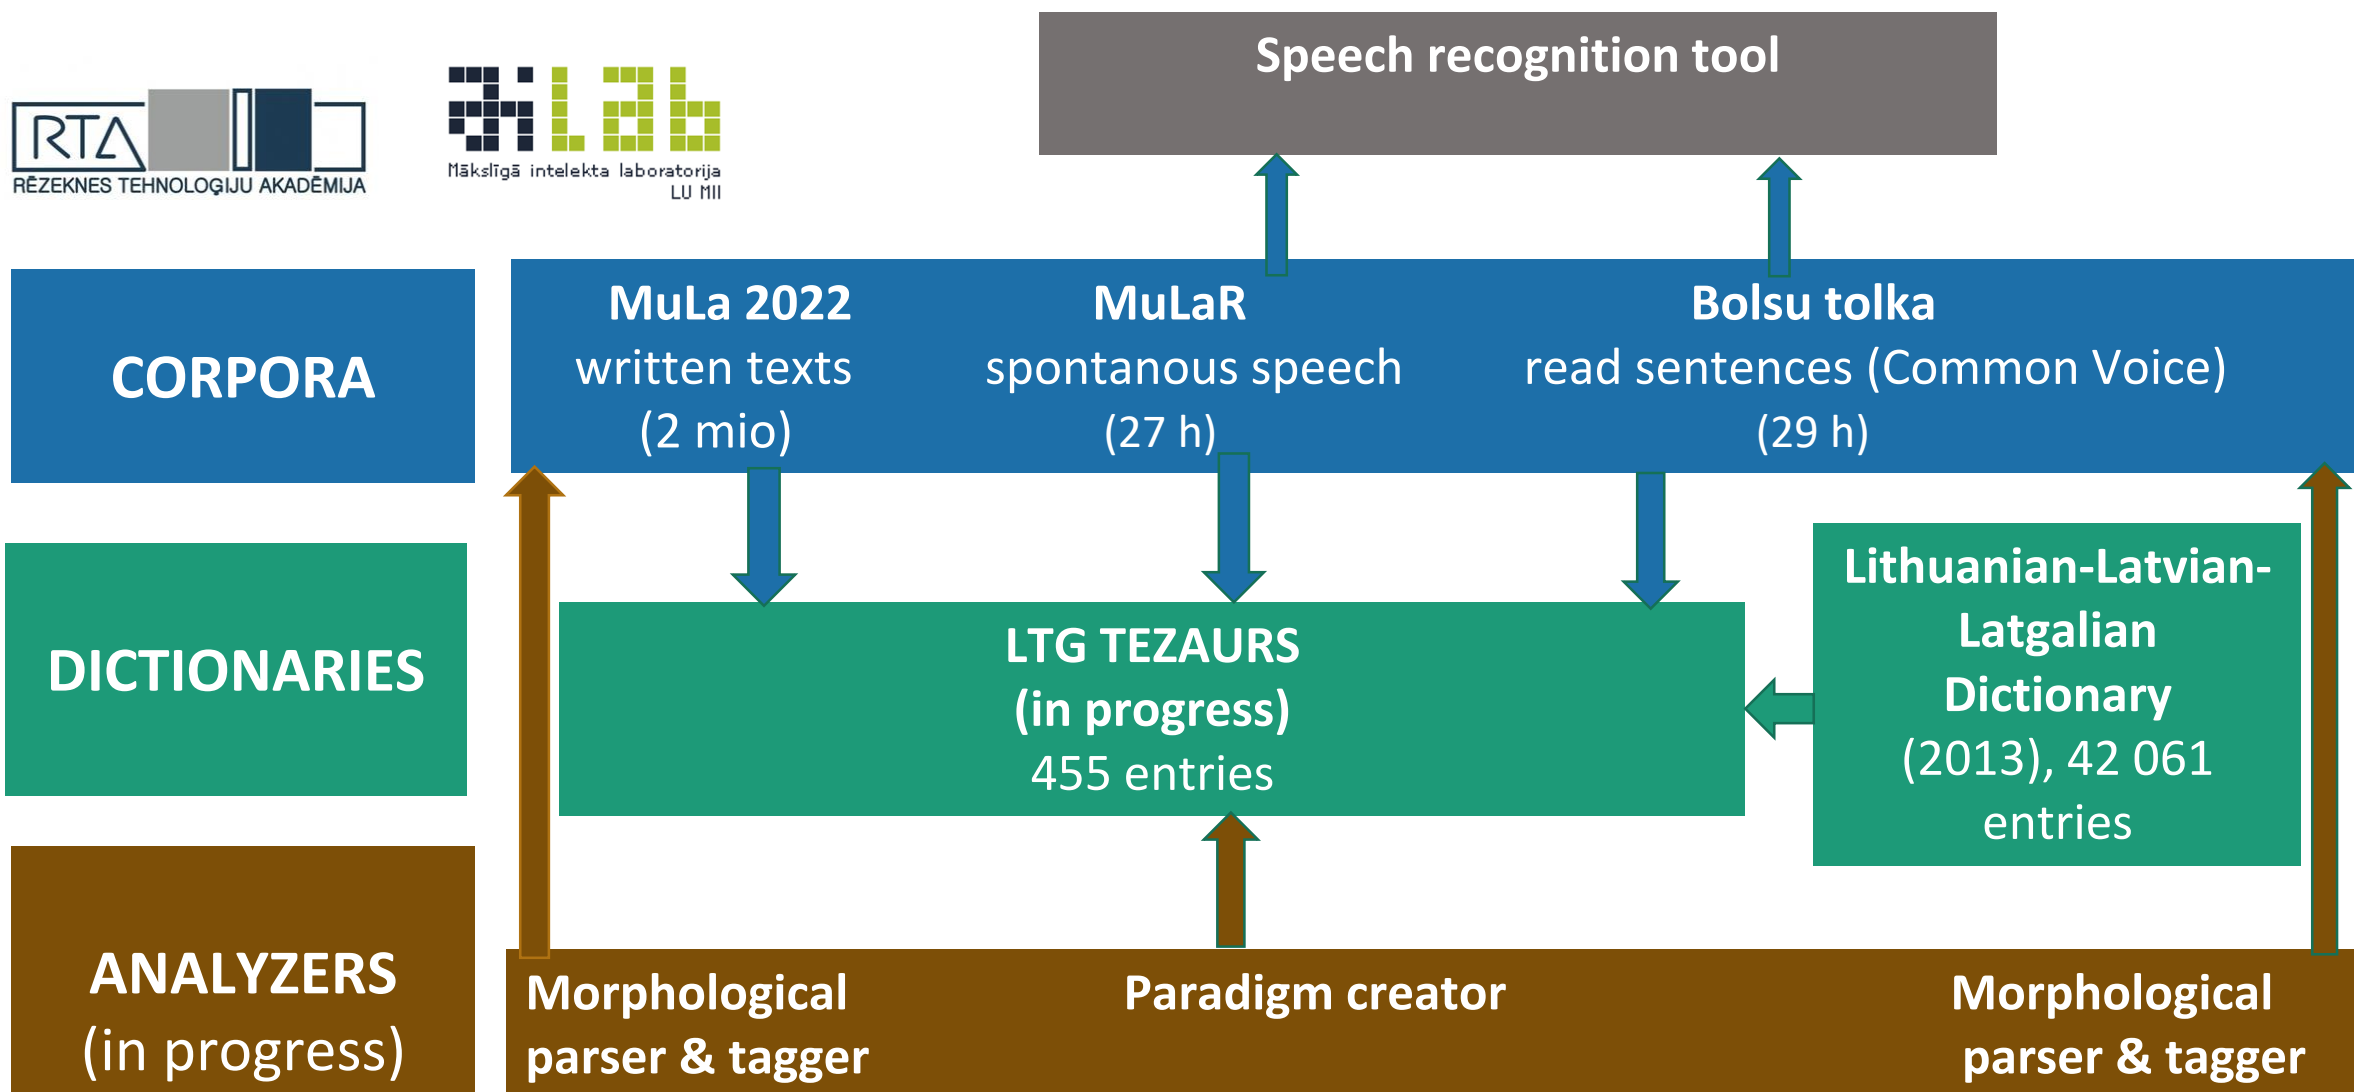 RTA
RĒZEKNES TEHNOLOĢIJU AKADĒMIJA
aiLab
Mākslīgā intelekta laboratorija
LU MII
Speech recognition tool
CORPORA
MuLa 2022
written texts
(2 mio)
MuLaR
spontanous speech
(27 h)
Bolsu tolka
read sentences (Common Voice)
(29 h)
DICTIONARIES
LTG TEZAURS
(in progress)
455 entries
Lithuanian-Latvian-
Latgalian
Dictionary
(2013), 42 061
entries
ANALYZERS
(in progress)
Morphological
parser & tagger
Paradigm creator
Morphological
parser & tagger